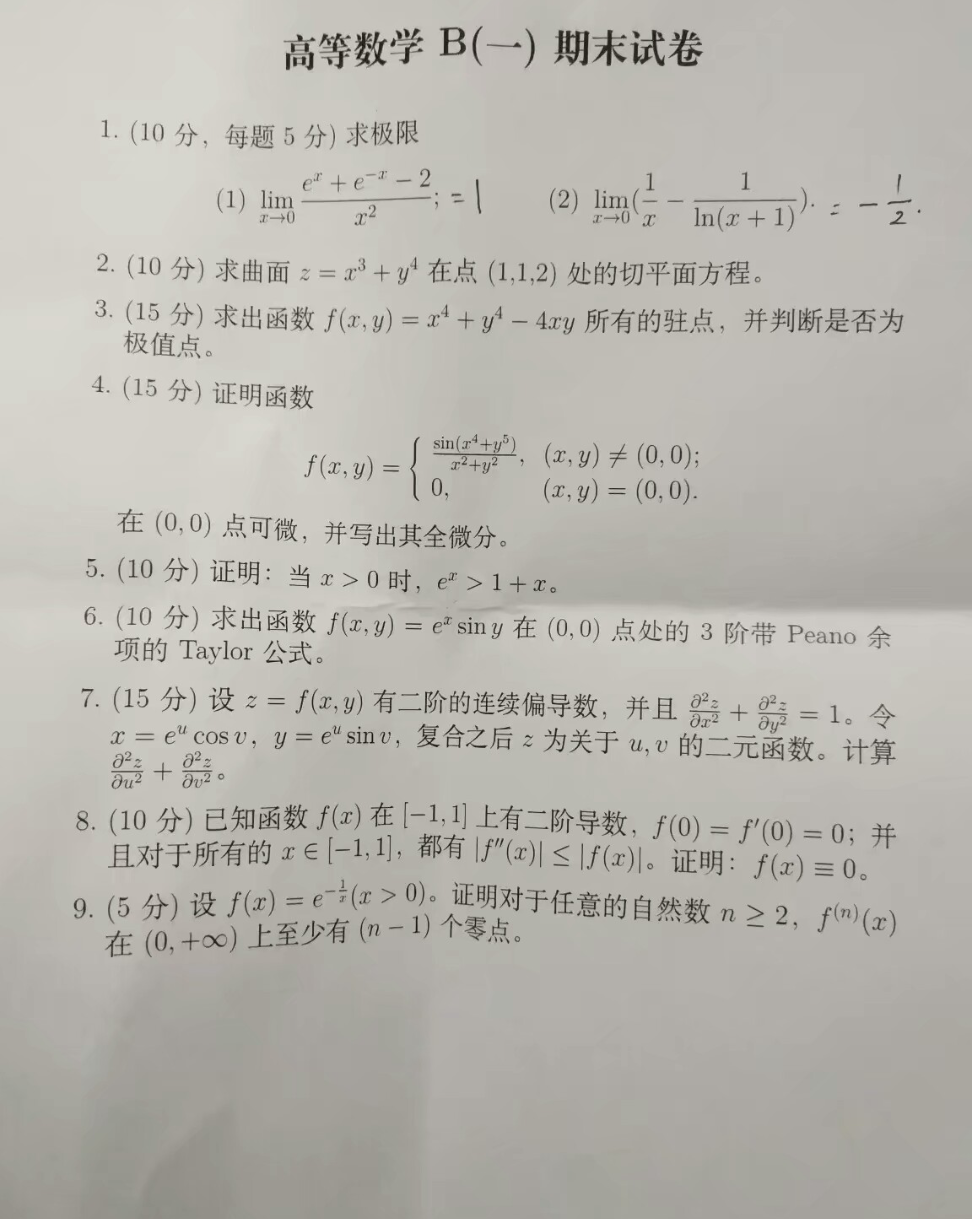 高等数学 B(一) 期末试卷
1. (10 分，每题 5 分) 求极限
(1) $\lim_{x \to 0} \frac{e^x + e^{-x} - 2}{x^2}$; = 1 (2) $\lim_{x \to 0} (\frac{1}{x} - \frac{1}{\ln(x+1)})$. = $-\frac{1}{2}$.
2. (10 分) 求曲面 $z = x^3 + y^4$ 在点 (1,1,2) 处的切平面方程。
3. (15 分) 求出函数 $f(x, y) = x^4 + y^4 - 4xy$ 所有的驻点，并判断是否为
极值点。
4. (15 分) 证明函数
$f(x, y) = \begin{cases} \frac{\sin(x^4+y^5)}{x^2+y^2}, & (x, y) \neq (0, 0); \\ 0, & (x, y) = (0, 0). \end{cases}$
在 (0, 0) 点可微，并写出其全微分。
5. (10 分) 证明：当 $x > 0$ 时，$e^x > 1 + x$。
6. (10 分) 求出函数 $f(x, y) = e^x \sin y$ 在 (0, 0) 点处的 3 阶带 Peano 余
项的 Taylor 公式。
7. (15 分) 设 $z = f(x, y)$ 有二阶的连续偏导数，并且 $\frac{\partial^2 z}{\partial x^2} + \frac{\partial^2 z}{\partial y^2} = 1$。令
$x = e^u \cos v$，$y = e^u \sin v$，复合之后 $z$ 为关于 $u, v$ 的二元函数。计算
$\frac{\partial^2 z}{\partial u^2} + \frac{\partial^2 z}{\partial v^2}$。
8. (10 分) 已知函数 $f(x)$ 在 $[-1, 1]$ 上有二阶导数，$f(0) = f'(0) = 0$；并
且对于所有的 $x \in [-1, 1]$，都有 $|f''(x)| \leq |f(x)|$。证明：$f(x) \equiv 0$。
9. (5 分) 设 $f(x) = e^{-\frac{1}{x}} (x > 0)$。证明对于任意的自然数 $n \geq 2$，$f^{(n)}(x)$
在 $(0, +\infty)$ 上至少有 $(n - 1)$ 个零点。